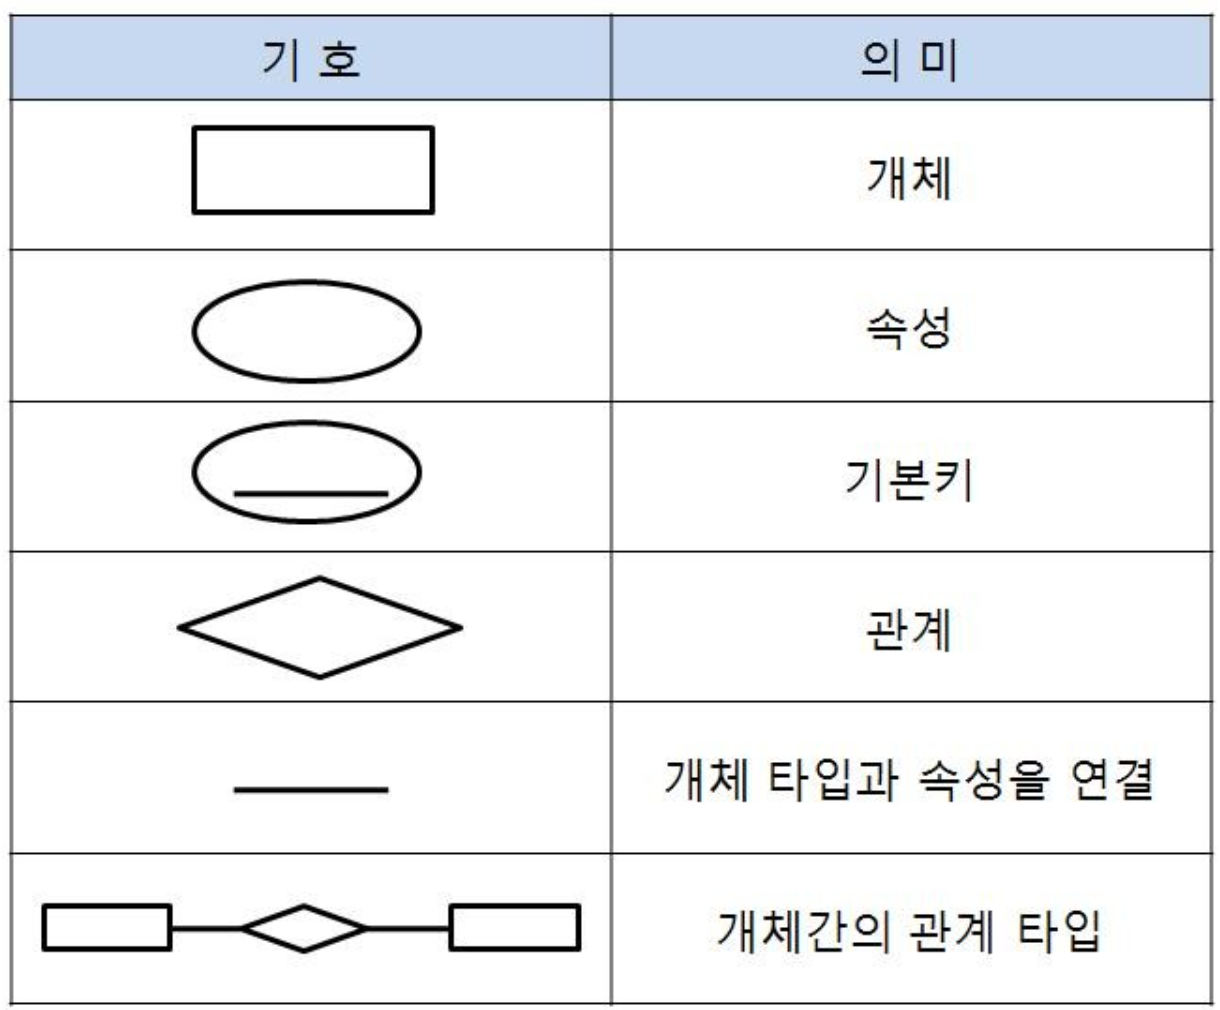 기 호
의 미
개체
속성
기본키
관계
개체 타입과 속성을 연결
개체간의 관계 타입